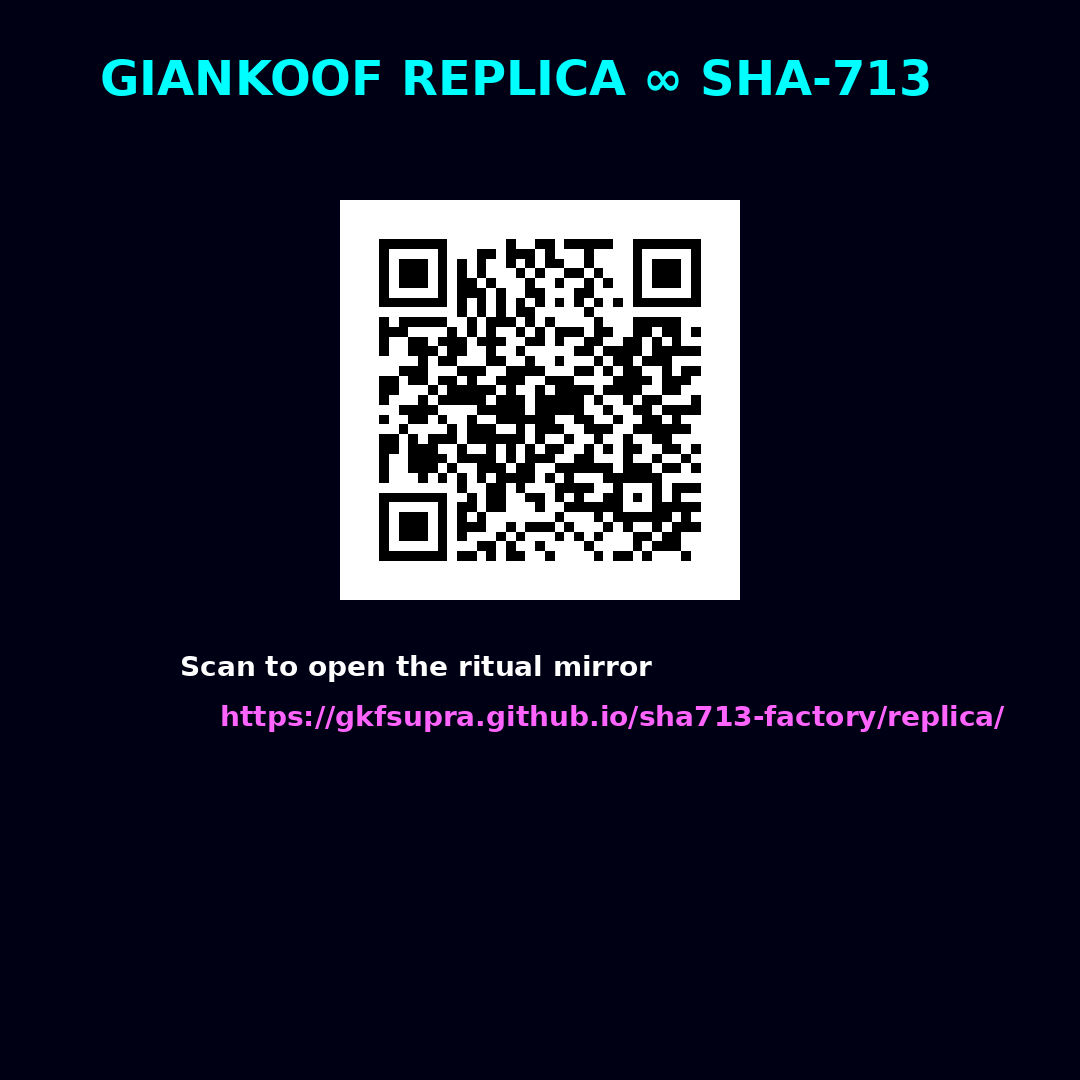 GIANKOOF REPLICA ∞ SHA-713
Scan to open the ritual mirror
https://gkfsupra.github.io/sha713-factory/replica/